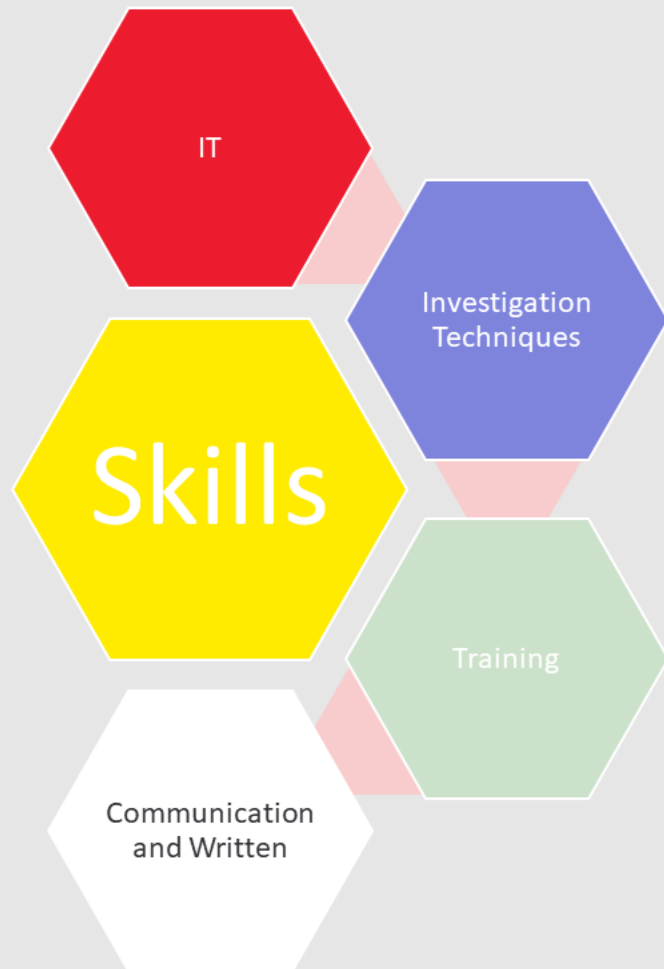 IT
Investigation
Techniques
Skills
Training
Communication
and Written